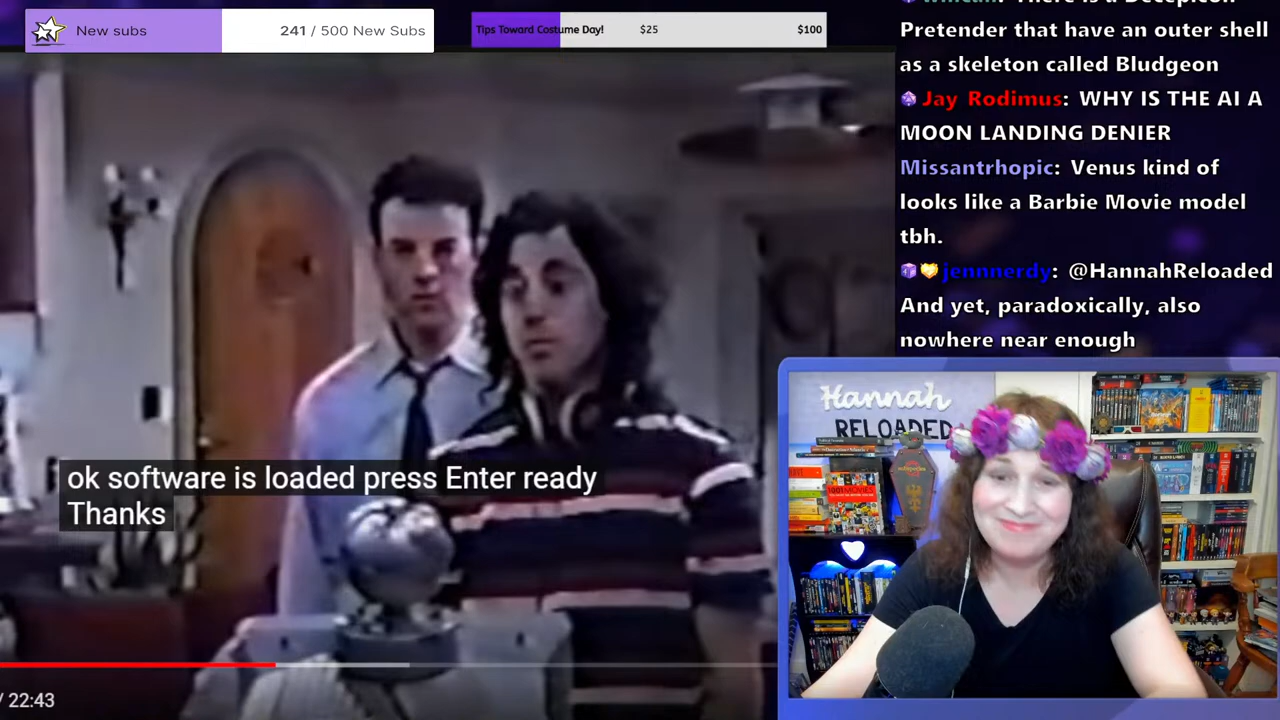 New subs
241 / 500 New Subs
Tips Toward Costume Day!
$25
$100
Pretender that have an outer shell
as a skeleton called Bludgeon
Jay Rodimus: WHY IS THE AI A
MOON LANDING DENIER
Missantrhopic: Venus kind of
looks like a Barbie Movie model
tbh.
jennnerdy: @HannahReloaded
And yet, paradoxically, also
nowhere near enough
ok software is loaded press Enter ready
Thanks
/ 22:43
Hannah
RELOADED